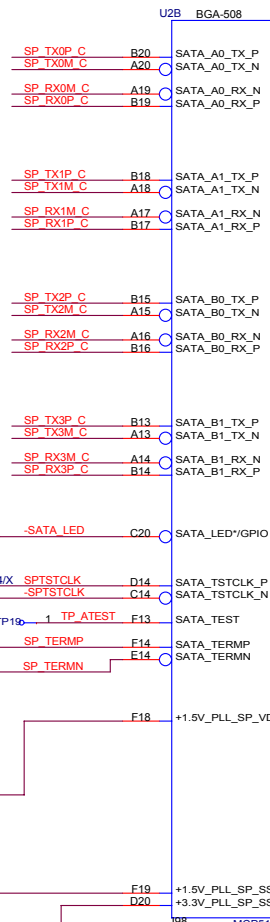 U2B BGA-508
SP_TX0P_C B20 SATA_A0_TX_P
SP_TX0M_C A20 SATA_A0_TX_N
SP_RX0M_C A19 SATA_A0_RX_N
SP_RX0P_C B19 SATA_A0_RX_P
SP_TX1P_C B18 SATA_A1_TX_P
SP_TX1M_C A18 SATA_A1_TX_N
SP_RX1M_C A17 SATA_A1_RX_N
SP_RX1P_C B17 SATA_A1_RX_P
SP_TX2P_C B15 SATA_B0_TX_P
SP_TX2M_C A15 SATA_B0_TX_N
SP_RX2M_C A16 SATA_B0_RX_N
SP_RX2P_C B16 SATA_B0_RX_P
SP_TX3P_C B13 SATA_B1_TX_P
SP_TX3M_C A13 SATA_B1_TX_N
SP_RX3M_C A14 SATA_B1_RX_N
SP_RX3P_C B14 SATA_B1_RX_P
-SATA_LED C20 SATA_LED*/GPIO
4/X SPTSTCLK D14 SATA_TSTCLK_P
-SPTSTCLK C14 SATA_TSTCLK_N
TP19 1 TP_ATEST F13 SATA_TEST
SP_TERMP F14 SATA_TERMP
SP_TERMN E14 SATA_TERMN
F18 +1.5V_PLL_SP_VD
F19 +1.5V_PLL_SP_SS
D20 +3.3V_PLL_SP_SS